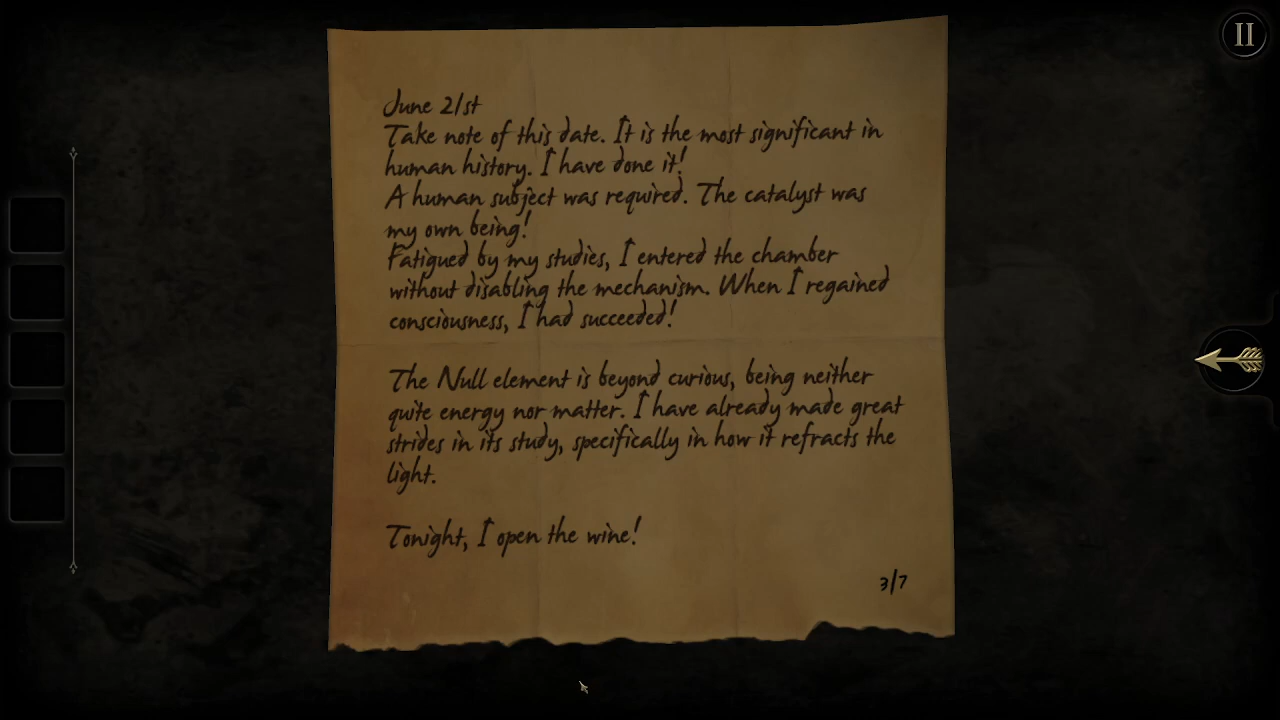 June 21st
Take note of this date. It is the most significant in
human history. I have done it!
A human subject was required. The catalyst was
my own being!
Fatigued by my studies, I entered the chamber
without disabling the mechanism. When I regained
consciousness, I had succeeded!
The Null element is beyond curious, being neither
quite energy nor matter. I have already made great
strides in its study, specifically in how it refracts the
light.
Tonight, I open the wine!
3/7